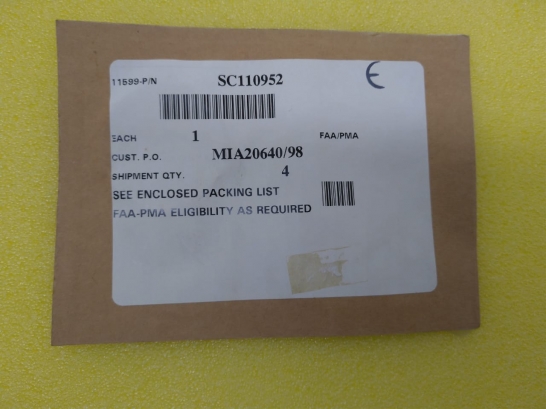 11599-P/N SC110952
EACH 1 FAA/PMA
CUST. P.O. MIA20640/98
SHIPMENT QTY. 4
SEE ENCLOSED PACKING LIST
FAA-PMA ELIGIBILITY AS REQUIRED